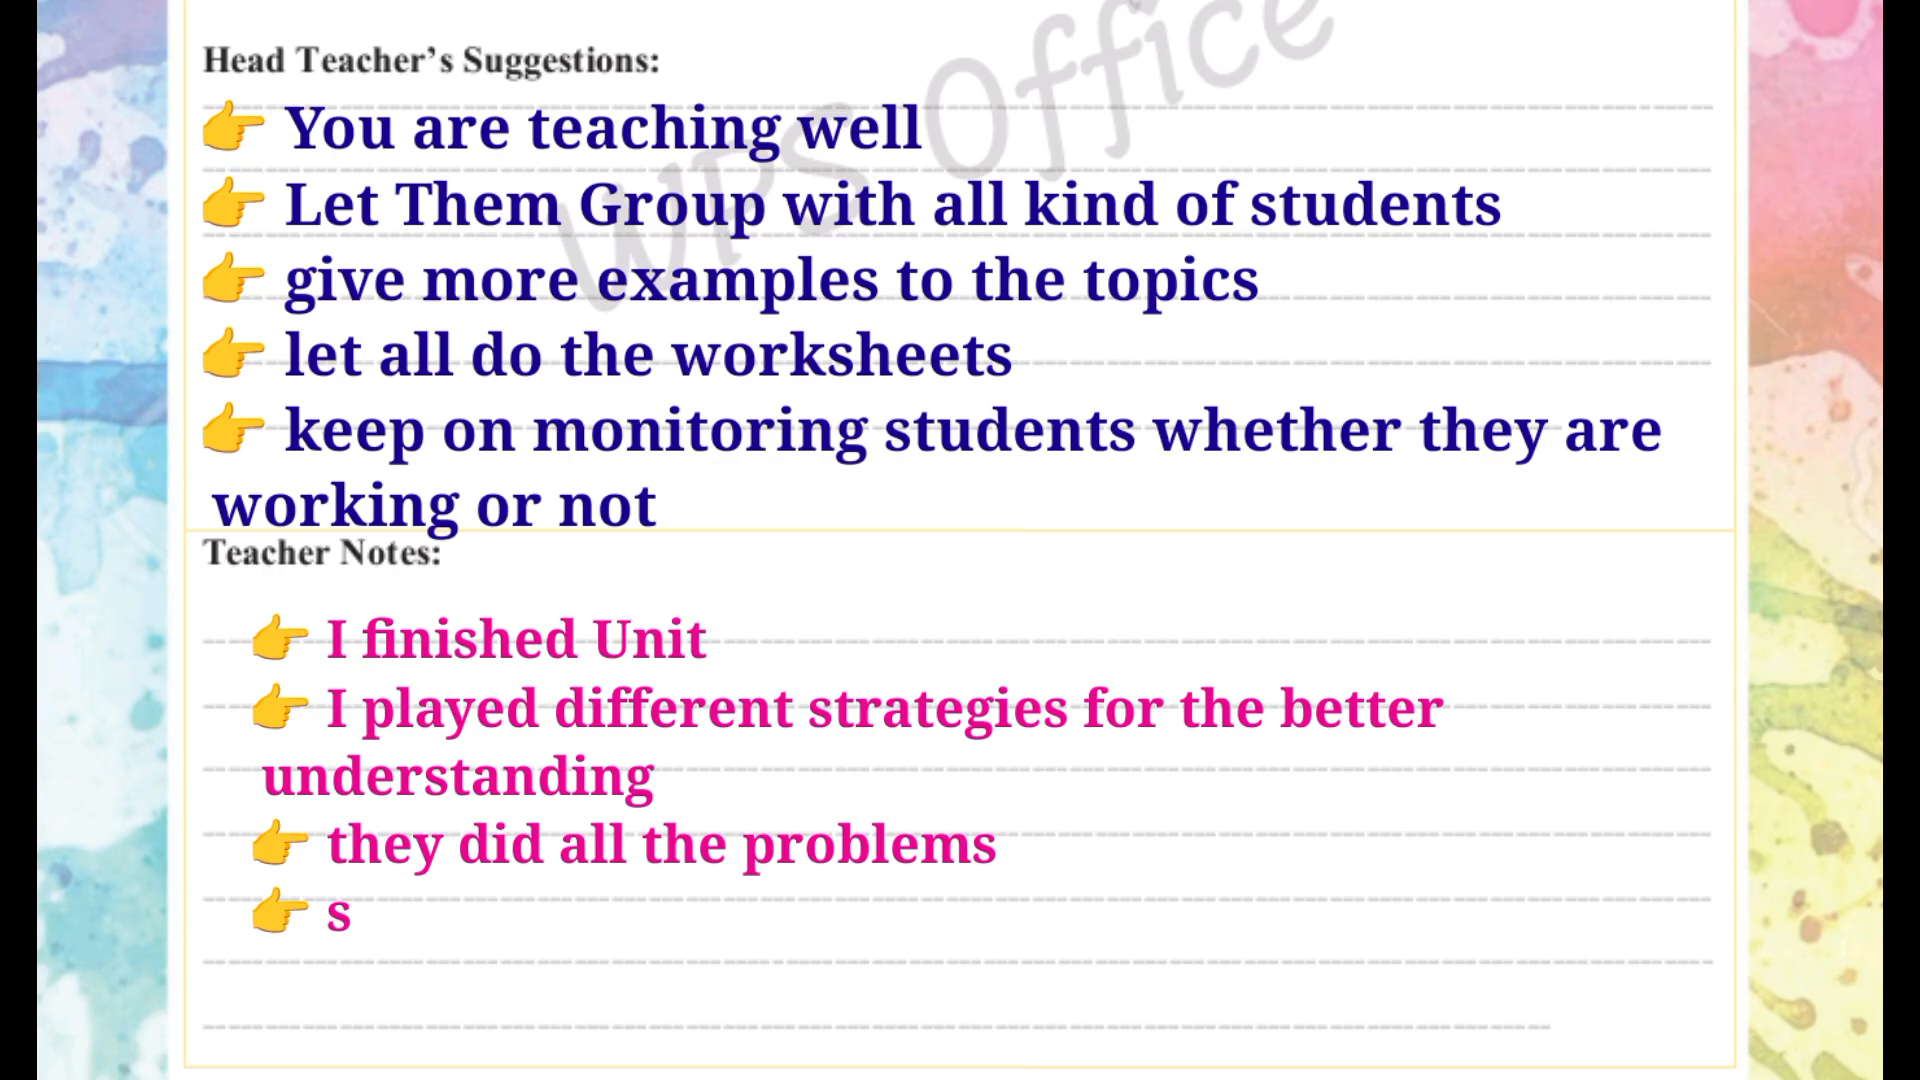 WPS Office
Head Teacher's Suggestions:
👉 You are teaching well
👉 Let Them Group with all kind of students
👉 give more examples to the topics
👉 let all do the worksheets
👉 keep on monitoring students whether they are
working or not
Teacher Notes:
👉 I finished Unit
👉 I played different strategies for the better
understanding
👉 they did all the problems
👉 s